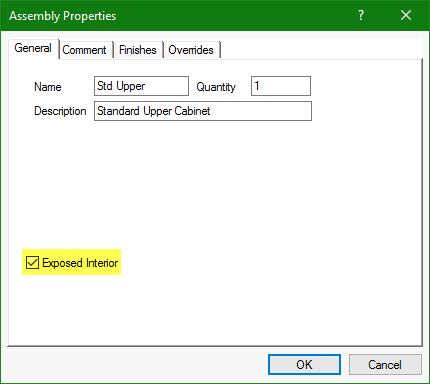 Assembly Properties ? ×
General Comment Finishes Overrides
Name Std Upper Quantity 1
Description Standard Upper Cabinet
Exposed Interior
OK Cancel